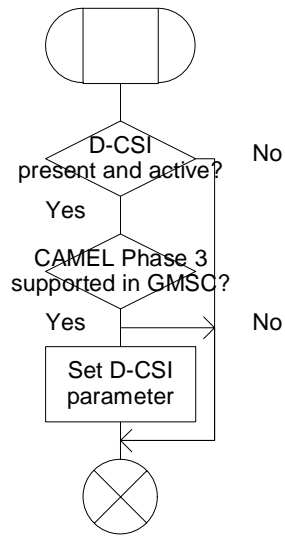 D-CSI
present and active?
No
Yes
CAMEL Phase 3
supported in GMSC?
Yes
No
Set D-CSI
parameter